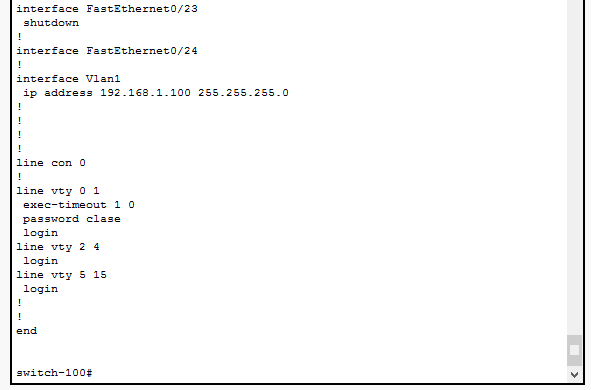 interface FastEthernet0/23
 shutdown
!
interface FastEthernet0/24
!
interface Vlan1
 ip address 192.168.1.100 255.255.255.0
!
!
!
!
line con 0
!
line vty 0 1
 exec-timeout 1 0
 password clase
 login
line vty 2 4
 login
line vty 5 15
 login
!
!
end
switch-100#